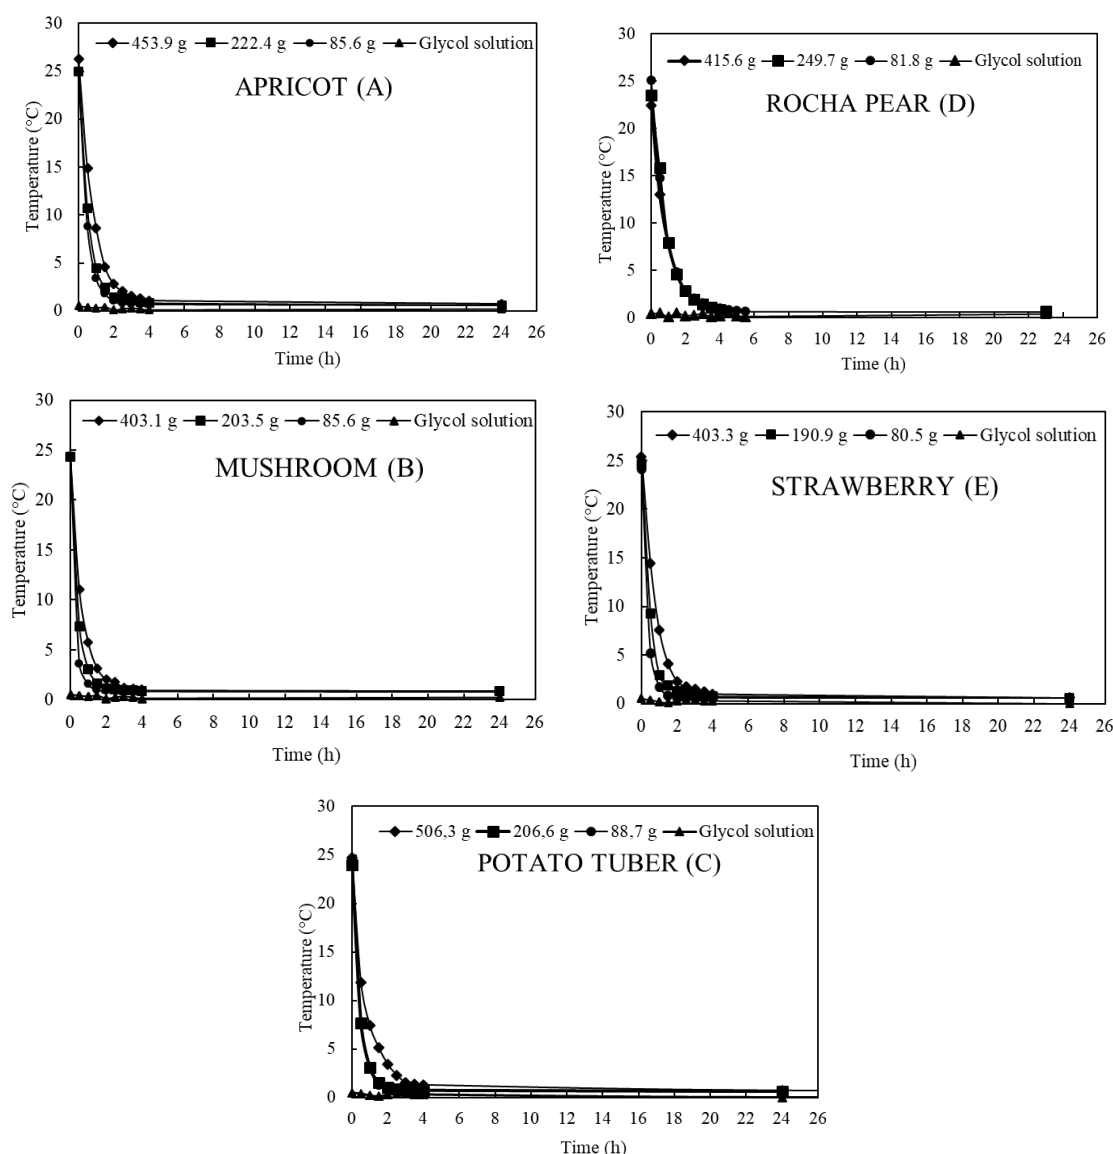 453.9 g 222.4 g 85.6 g Glycol solution
APRICOT (A)
Temperature (°C)
30
25
20
15
10
5
0
0 2 4 6 8 10 12 14 16 18 20 22 24 26
Time (h)
415.6 g 249.7 g 81.8 g Glycol solution
ROCHA PEAR (D)
Temperature (°C)
30
25
20
15
10
5
0
0 2 4 6 8 10 12 14 16 18 20 22 24 26
Time (h)
403.1 g 203.5 g 85.6 g Glycol solution
MUSHROOM (B)
Temperature (°C)
30
25
20
15
10
5
0
0 2 4 6 8 10 12 14 16 18 20 22 24 26
Time (h)
403.3 g 190.9 g 80.5 g Glycol solution
STRAWBERRY (E)
Temperature (°C)
30
25
20
15
10
5
0
0 2 4 6 8 10 12 14 16 18 20 22 24 26
Time (h)
506,3 g 206,6 g 88,7 g Glycol solution
POTATO TUBER (C)
Temperature (°C)
30
25
20
15
10
5
0
0 2 4 6 8 10 12 14 16 18 20 22 24 26
Time (h)